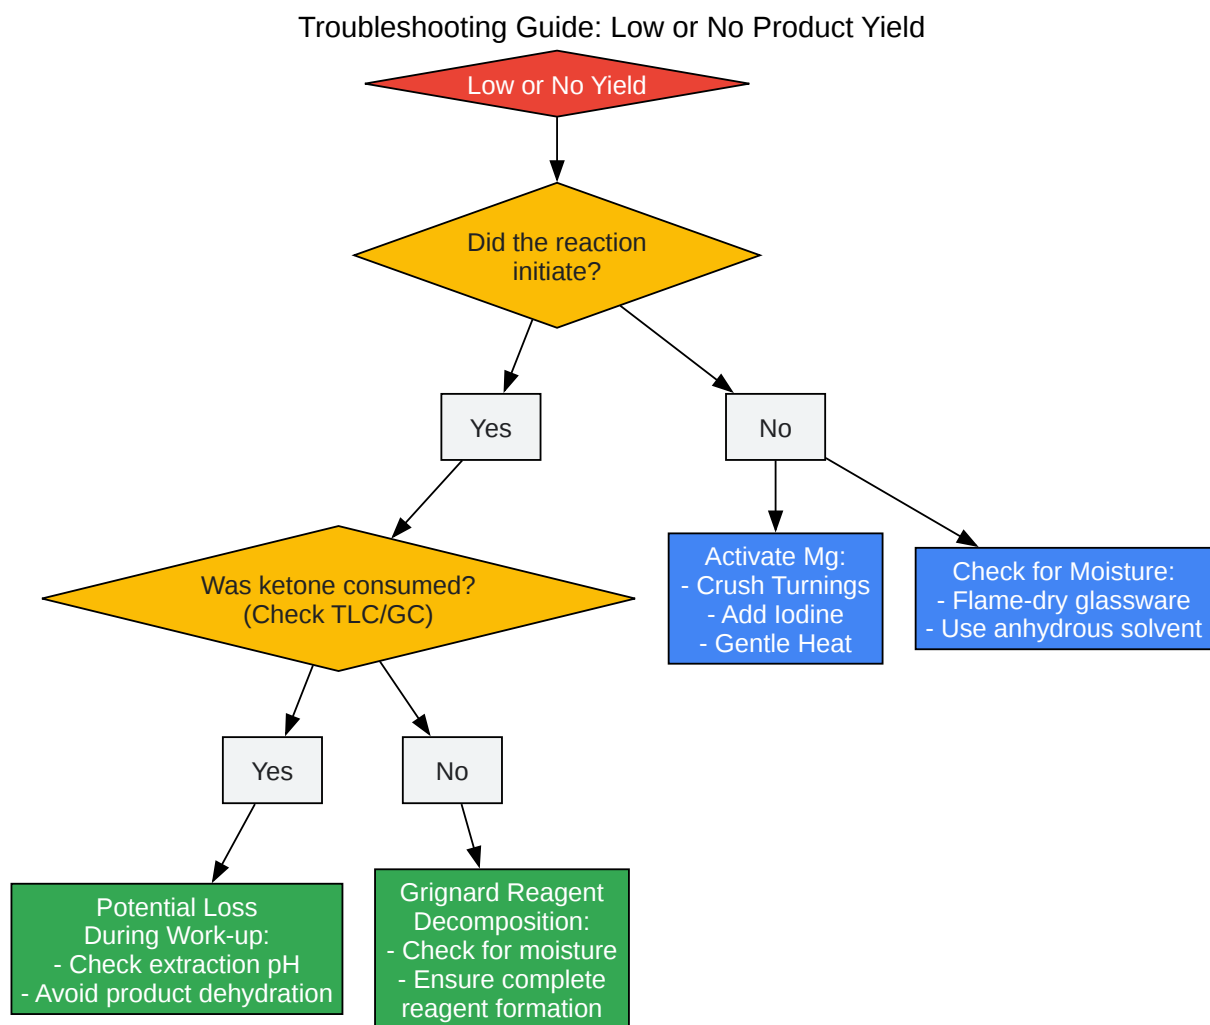 Troubleshooting Guide: Low or No Product Yield
Low or No Yield
Did the reaction
initiate?
Yes
No
Was ketone consumed?
(Check TLC/GC)
Activate Mg:
- Crush Turnings
- Add Iodine
- Gentle Heat
Check for Moisture:
- Flame-dry glassware
- Use anhydrous solvent
Yes
No
Potential Loss
During Work-up:
- Check extraction pH
- Avoid product dehydration
Grignard Reagent
Decomposition:
- Check for moisture
- Ensure complete
reagent formation